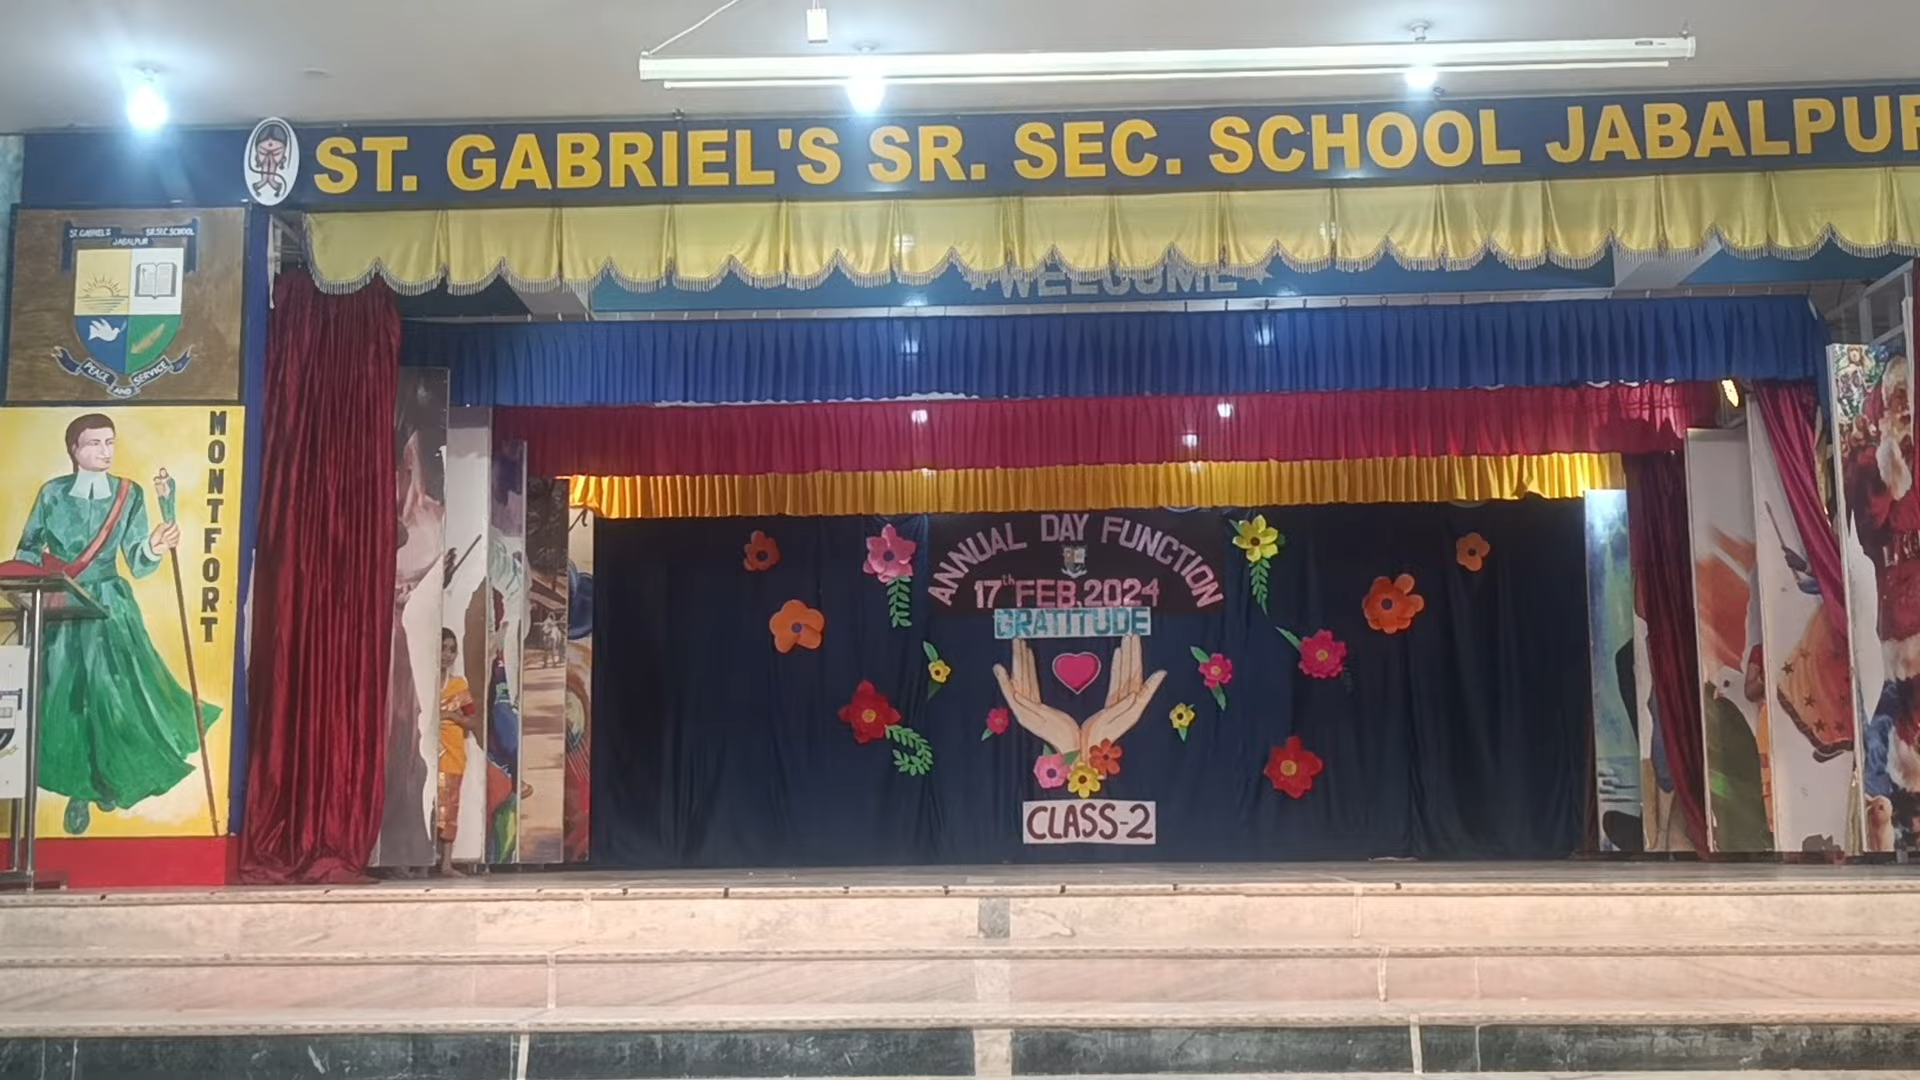 ST. GABRIEL'S SR. SEC. SCHOOL JABALPUR
ST. GABRIEL'S SR. SEC. SCHOOL
JABALPUR
PEACE AND SERVICE
WELCOME
MONTFORT
ANNUAL DAY FUNCTION
17th FEB, 2024
GRATITUDE
CLASS-2